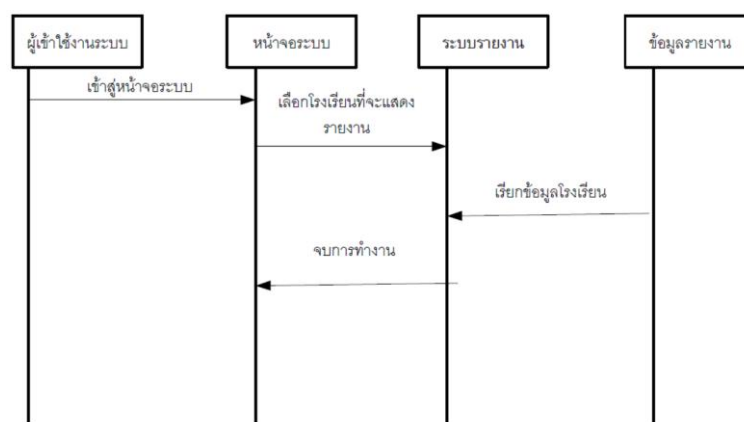 ผู้เข้าใช้งานระบบ
หน้าจอระบบ
ระบบรายงาน
ข้อมูลรายงาน
เข้าสู่หน้าจอระบบ
เลือกโรงเรียนที่จะแสดง
รายงาน
เรียกข้อมูลโรงเรียน
จบการทำงาน